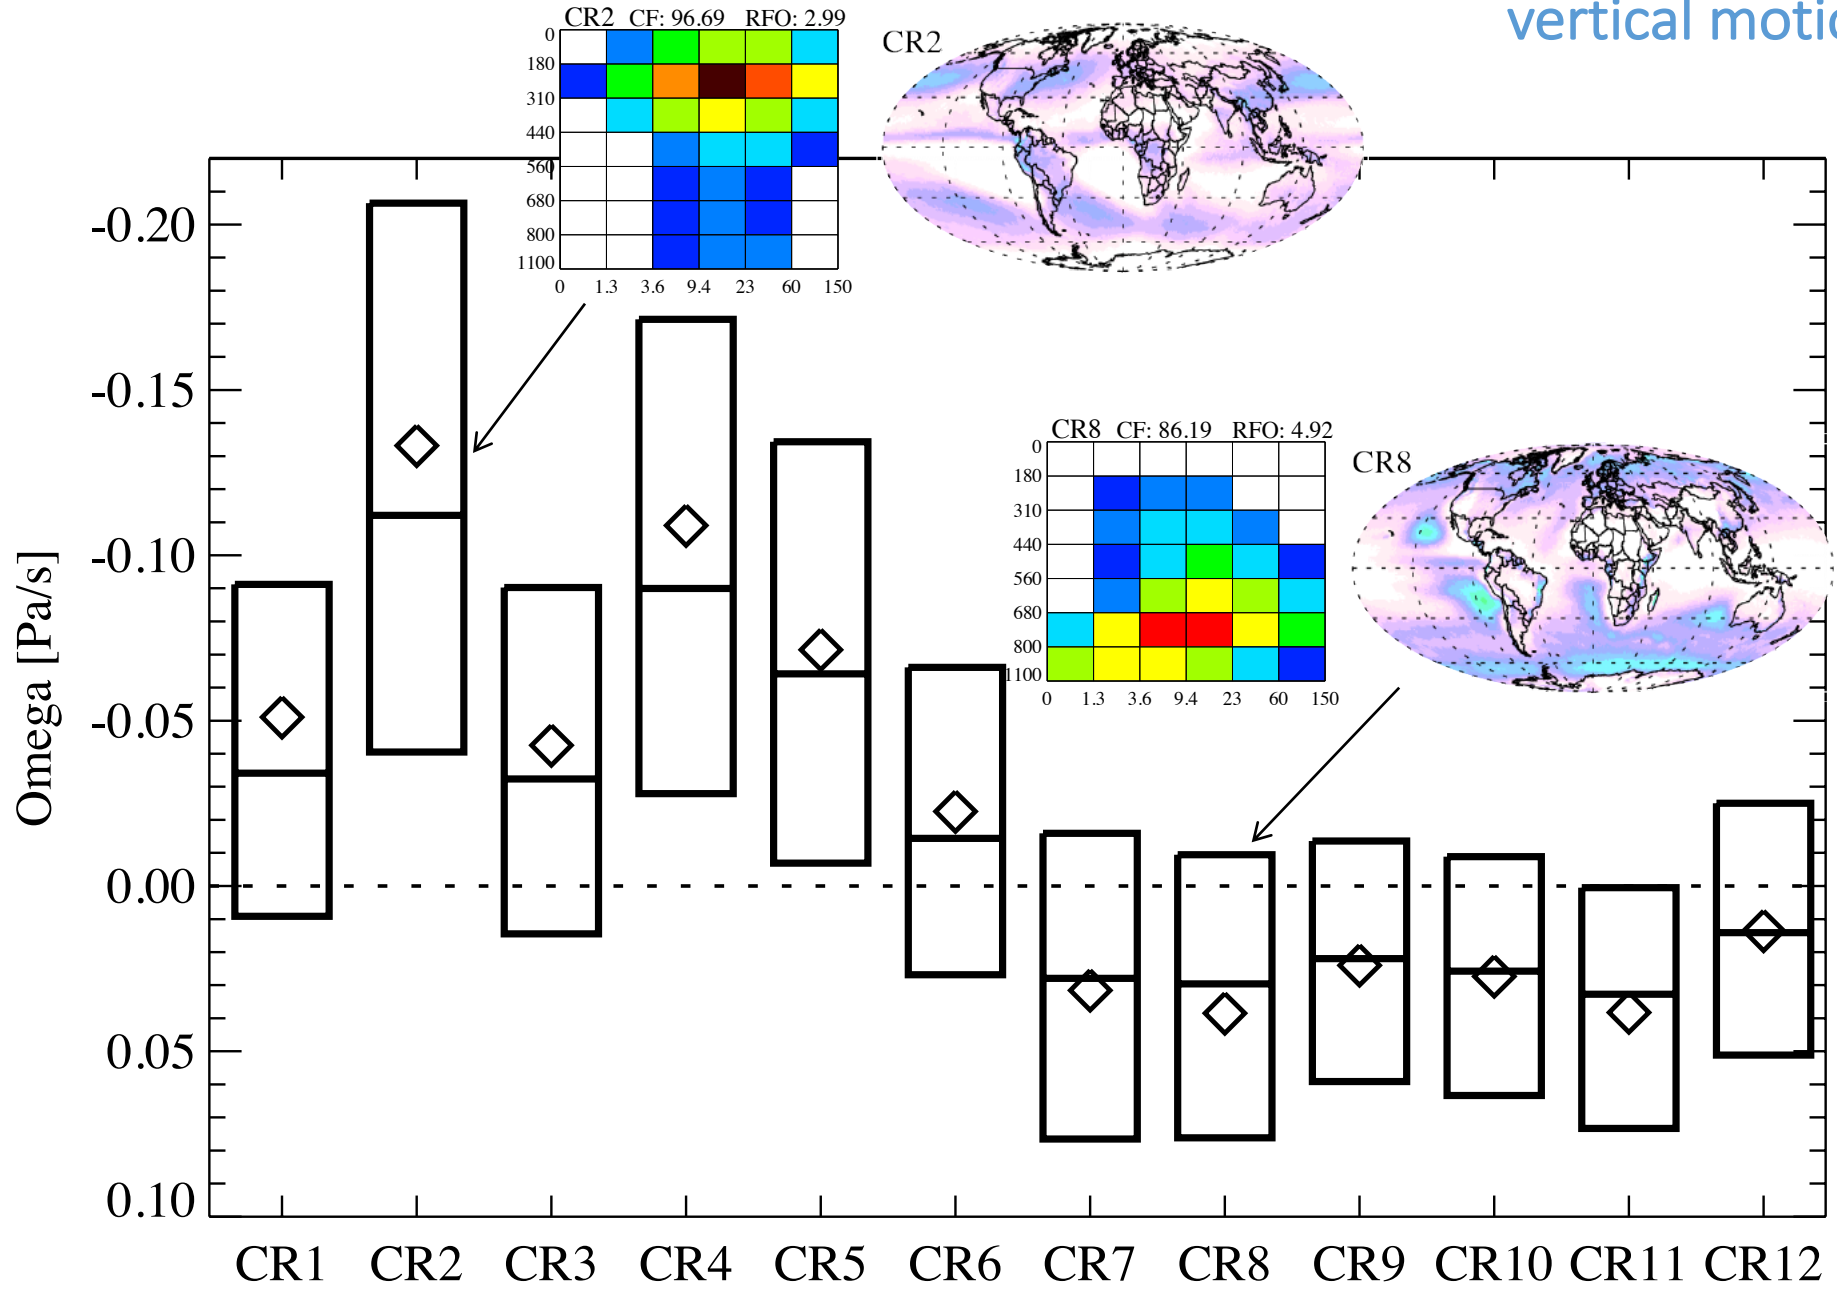 vertical motio
CR2 CF: 96.69 RFO: 2.99
0
180
310
440
560
680
800
1100
0 1.3 3.6 9.4 23 60 150
CR2
CR8 CF: 86.19 RFO: 4.92
0
180
310
440
560
680
800
1100
0 1.3 3.6 9.4 23 60 150
CR8
Omega [Pa/s]
-0.20
-0.15
-0.10
-0.05
0.00
0.05
0.10
CR1 CR2 CR3 CR4 CR5 CR6 CR7 CR8 CR9 CR10 CR11 CR12